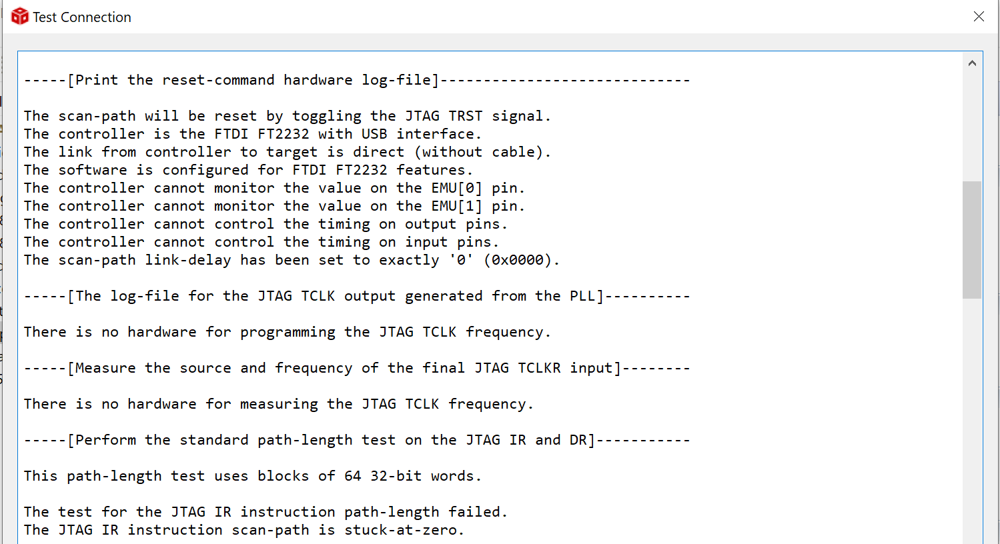 Test Connection
-----[Print the reset-command hardware log-file]-----------------------------
The scan-path will be reset by toggling the JTAG TRST signal.
The controller is the FTDI FT2232 with USB interface.
The link from controller to target is direct (without cable).
The software is configured for FTDI FT2232 features.
The controller cannot monitor the value on the EMU[0] pin.
The controller cannot monitor the value on the EMU[1] pin.
The controller cannot control the timing on output pins.
The controller cannot control the timing on input pins.
The scan-path link-delay has been set to exactly '0' (0x0000).
-----[The log-file for the JTAG TCLK output generated from the PLL]----------
There is no hardware for programming the JTAG TCLK frequency.
-----[Measure the source and frequency of the final JTAG TCLKR input]--------
There is no hardware for measuring the JTAG TCLK frequency.
-----[Perform the standard path-length test on the JTAG IR and DR]-----------
This path-length test uses blocks of 64 32-bit words.
The test for the JTAG IR instruction path-length failed.
The JTAG IR instruction scan-path is stuck-at-zero.